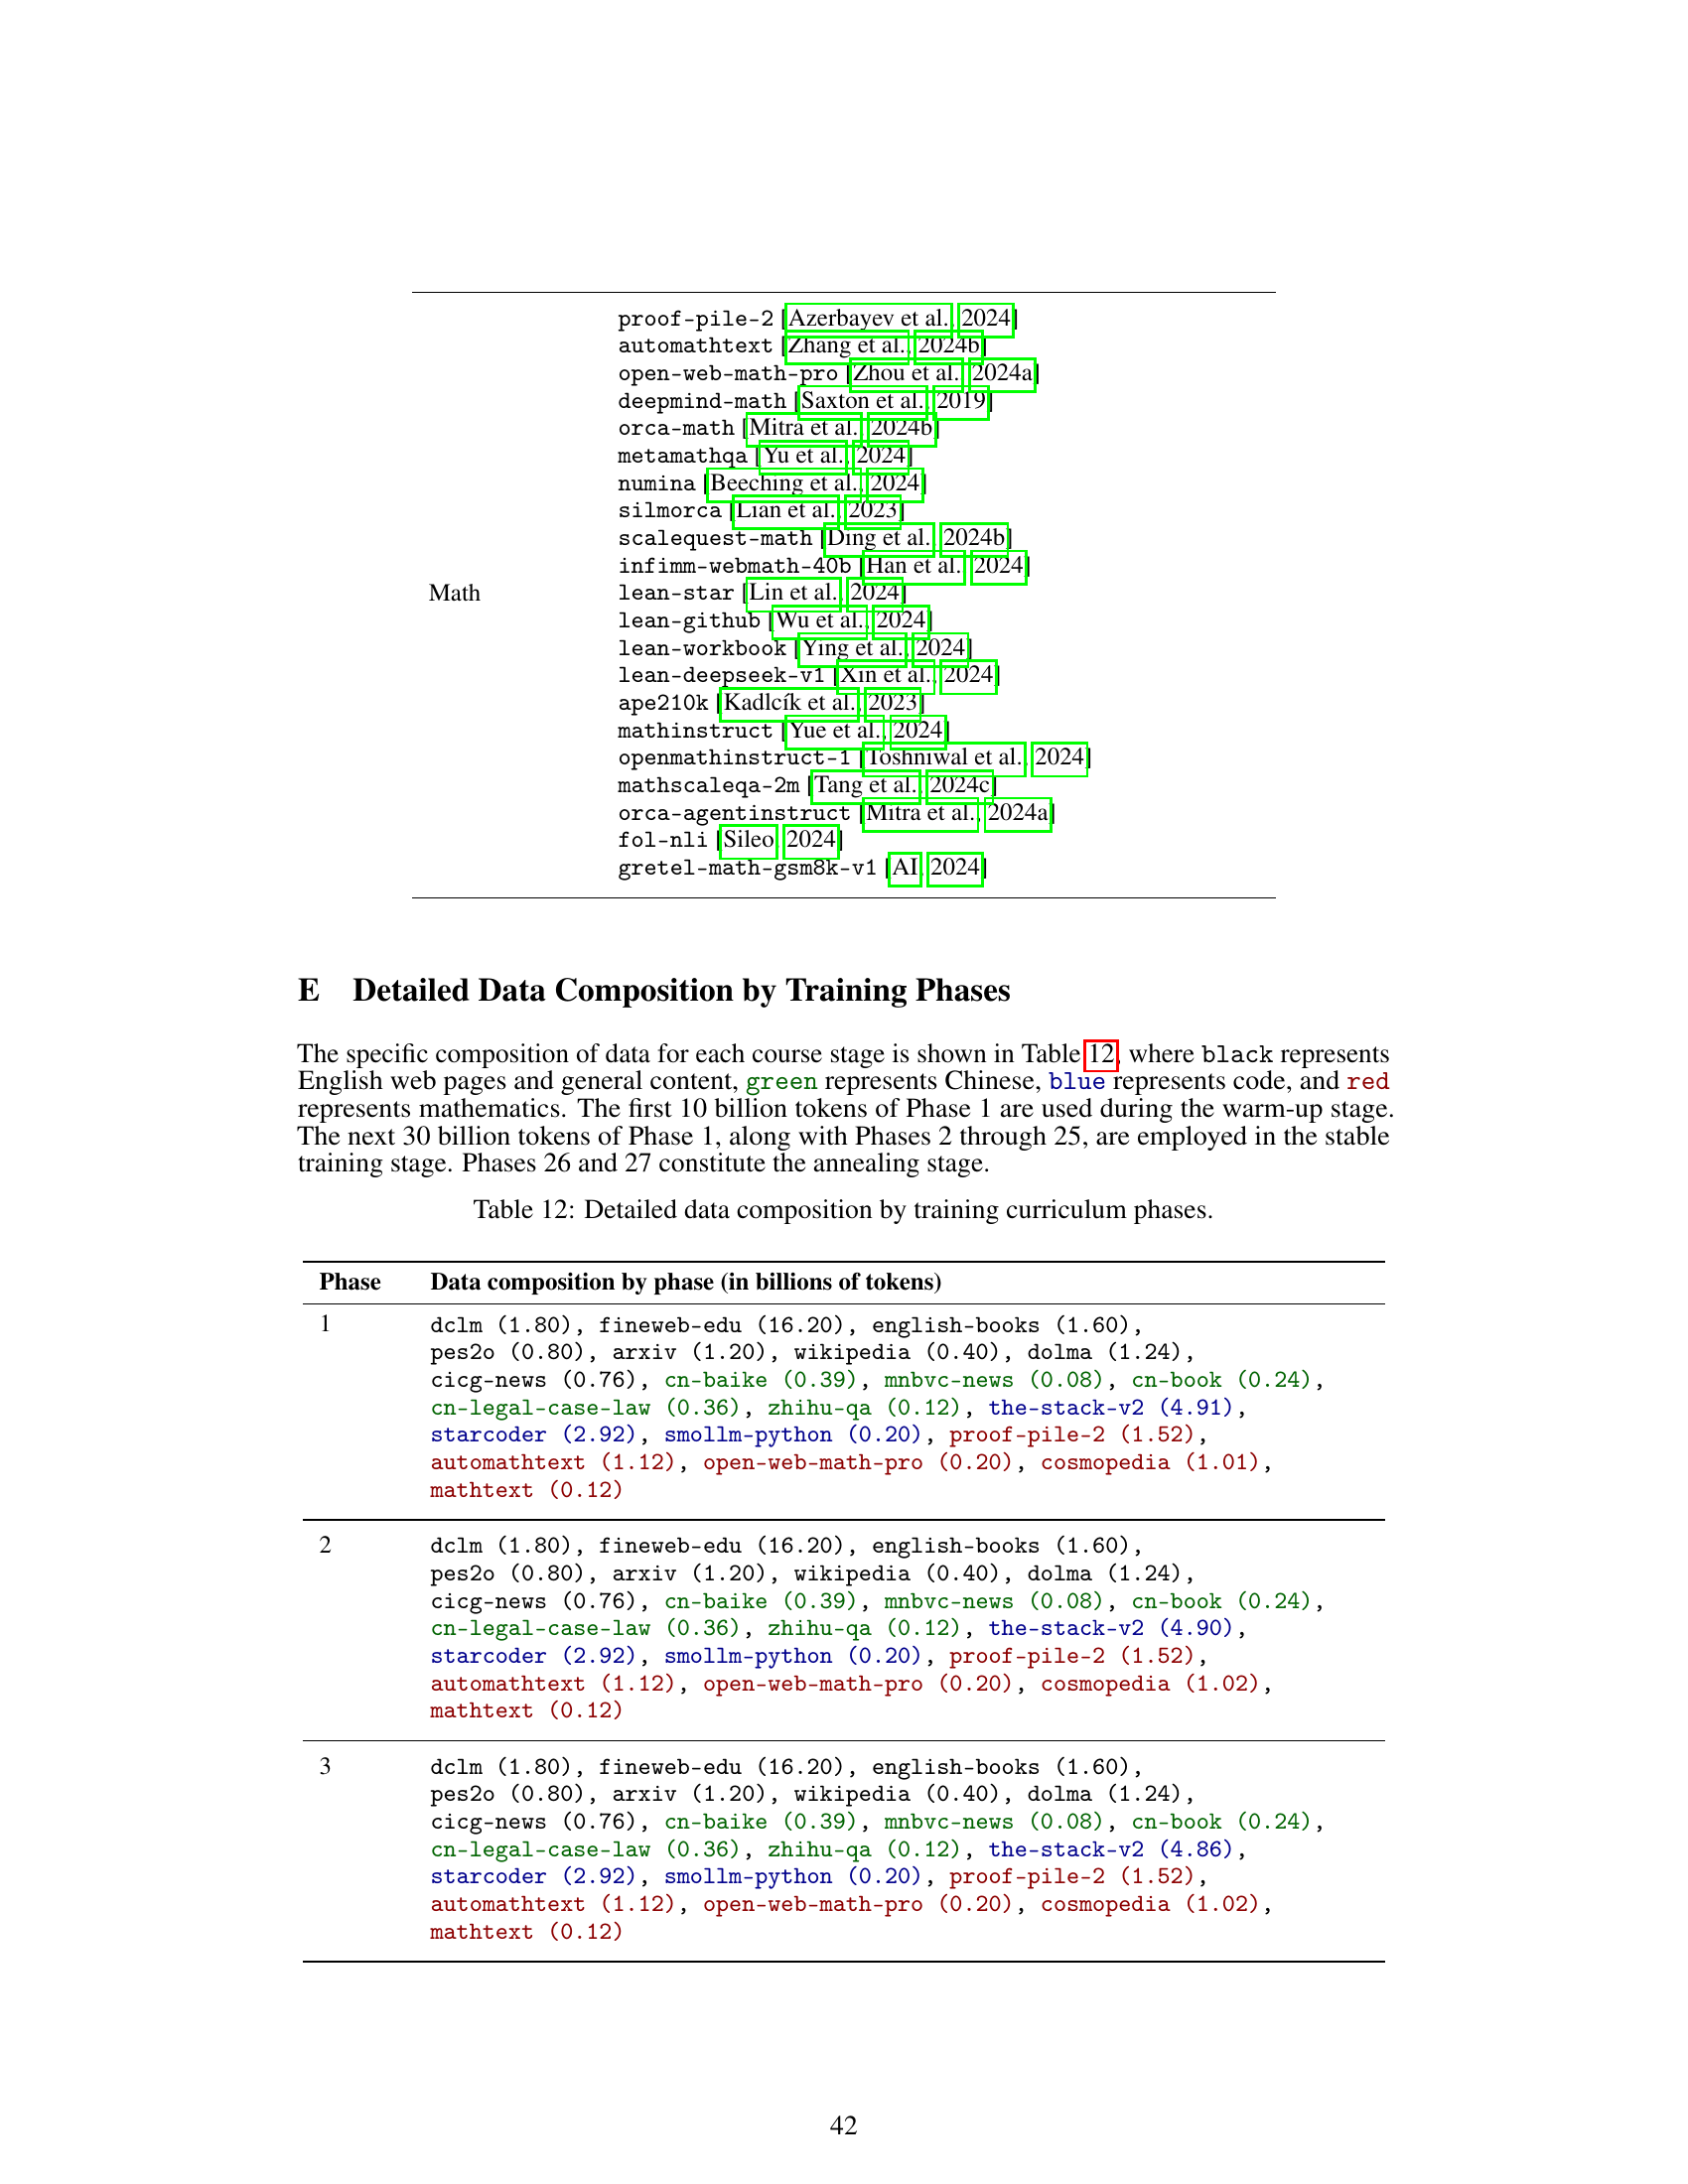 proof-pile-2 [Azerbayev et al., 2024]
automathtext [Zhang et al., 2024b]
open-web-math-pro [Zhou et al., 2024a]
deepmind-math [Saxton et al., 2019]
orca-math [Mitra et al., 2024b]
metamathqa [Yu et al., 2024]
numina [Beeching et al., 2024]
silmorca [Lian et al., 2023]
scalequest-math [Ding et al., 2024b]
infimm-webmath-40b [Han et al., 2024]
Math lean-star [Lin et al., 2024]
lean-github [Wu et al., 2024]
lean-workbook [Ying et al., 2024]
lean-deepseek-v1 [Xin et al., 2024]
ape210k [Kadlcík et al., 2023]
mathinstruct [Yue et al., 2024]
openmathinstruct-1 [Toshniwal et al., 2024]
mathscaleqa-2m [Tang et al., 2024c]
orca-agentinstruct [Mitra et al., 2024a]
fol-nli [Sileo, 2024]
gretel-math-gsm8k-v1 [AI, 2024]
E Detailed Data Composition by Training Phases
The specific composition of data for each course stage is shown in Table 12, where black represents
English web pages and general content, green represents Chinese, blue represents code, and red
represents mathematics. The first 10 billion tokens of Phase 1 are used during the warm-up stage.
The next 30 billion tokens of Phase 1, along with Phases 2 through 25, are employed in the stable
training stage. Phases 26 and 27 constitute the annealing stage.
Table 12: Detailed data composition by training curriculum phases.
Phase Data composition by phase (in billions of tokens)
1 dclm (1.80), fineweb-edu (16.20), english-books (1.60),
pes2o (0.80), arxiv (1.20), wikipedia (0.40), dolma (1.24),
cicg-news (0.76), cn-baike (0.39), mnbvc-news (0.08), cn-book (0.24),
cn-legal-case-law (0.36), zhihu-qa (0.12), the-stack-v2 (4.91),
starcoder (2.92), smollm-python (0.20), proof-pile-2 (1.52),
automathtext (1.12), open-web-math-pro (0.20), cosmopedia (1.01),
mathtext (0.12)
2 dclm (1.80), fineweb-edu (16.20), english-books (1.60),
pes2o (0.80), arxiv (1.20), wikipedia (0.40), dolma (1.24),
cicg-news (0.76), cn-baike (0.39), mnbvc-news (0.08), cn-book (0.24),
cn-legal-case-law (0.36), zhihu-qa (0.12), the-stack-v2 (4.90),
starcoder (2.92), smollm-python (0.20), proof-pile-2 (1.52),
automathtext (1.12), open-web-math-pro (0.20), cosmopedia (1.02),
mathtext (0.12)
3 dclm (1.80), fineweb-edu (16.20), english-books (1.60),
pes2o (0.80), arxiv (1.20), wikipedia (0.40), dolma (1.24),
cicg-news (0.76), cn-baike (0.39), mnbvc-news (0.08), cn-book (0.24),
cn-legal-case-law (0.36), zhihu-qa (0.12), the-stack-v2 (4.86),
starcoder (2.92), smollm-python (0.20), proof-pile-2 (1.52),
automathtext (1.12), open-web-math-pro (0.20), cosmopedia (1.02),
mathtext (0.12)
42